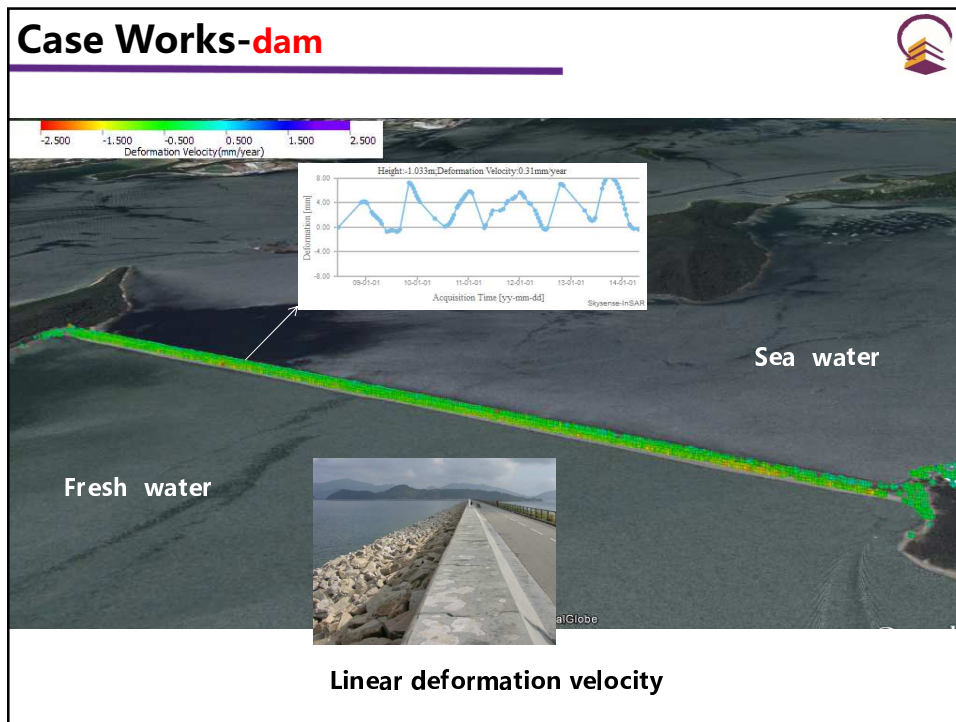 Case Works-dam
-2.500 -1.500 -0.500 0.500 1.500 2.500
Deformation Velocity(mm/year)
Height:-1.033m;Deformation Velocity:0.31mm/year
8.00
4.00
0.00
-4.00
-8.00
Deformation [mm]
09-01-01 10-01-01 11-01-01 12-01-01 13-01-01 14-01-01
Acquisition Time [yy-mm-dd]
Skysense-InSAR
Sea water
Fresh water
alGlobe
Linear deformation velocity